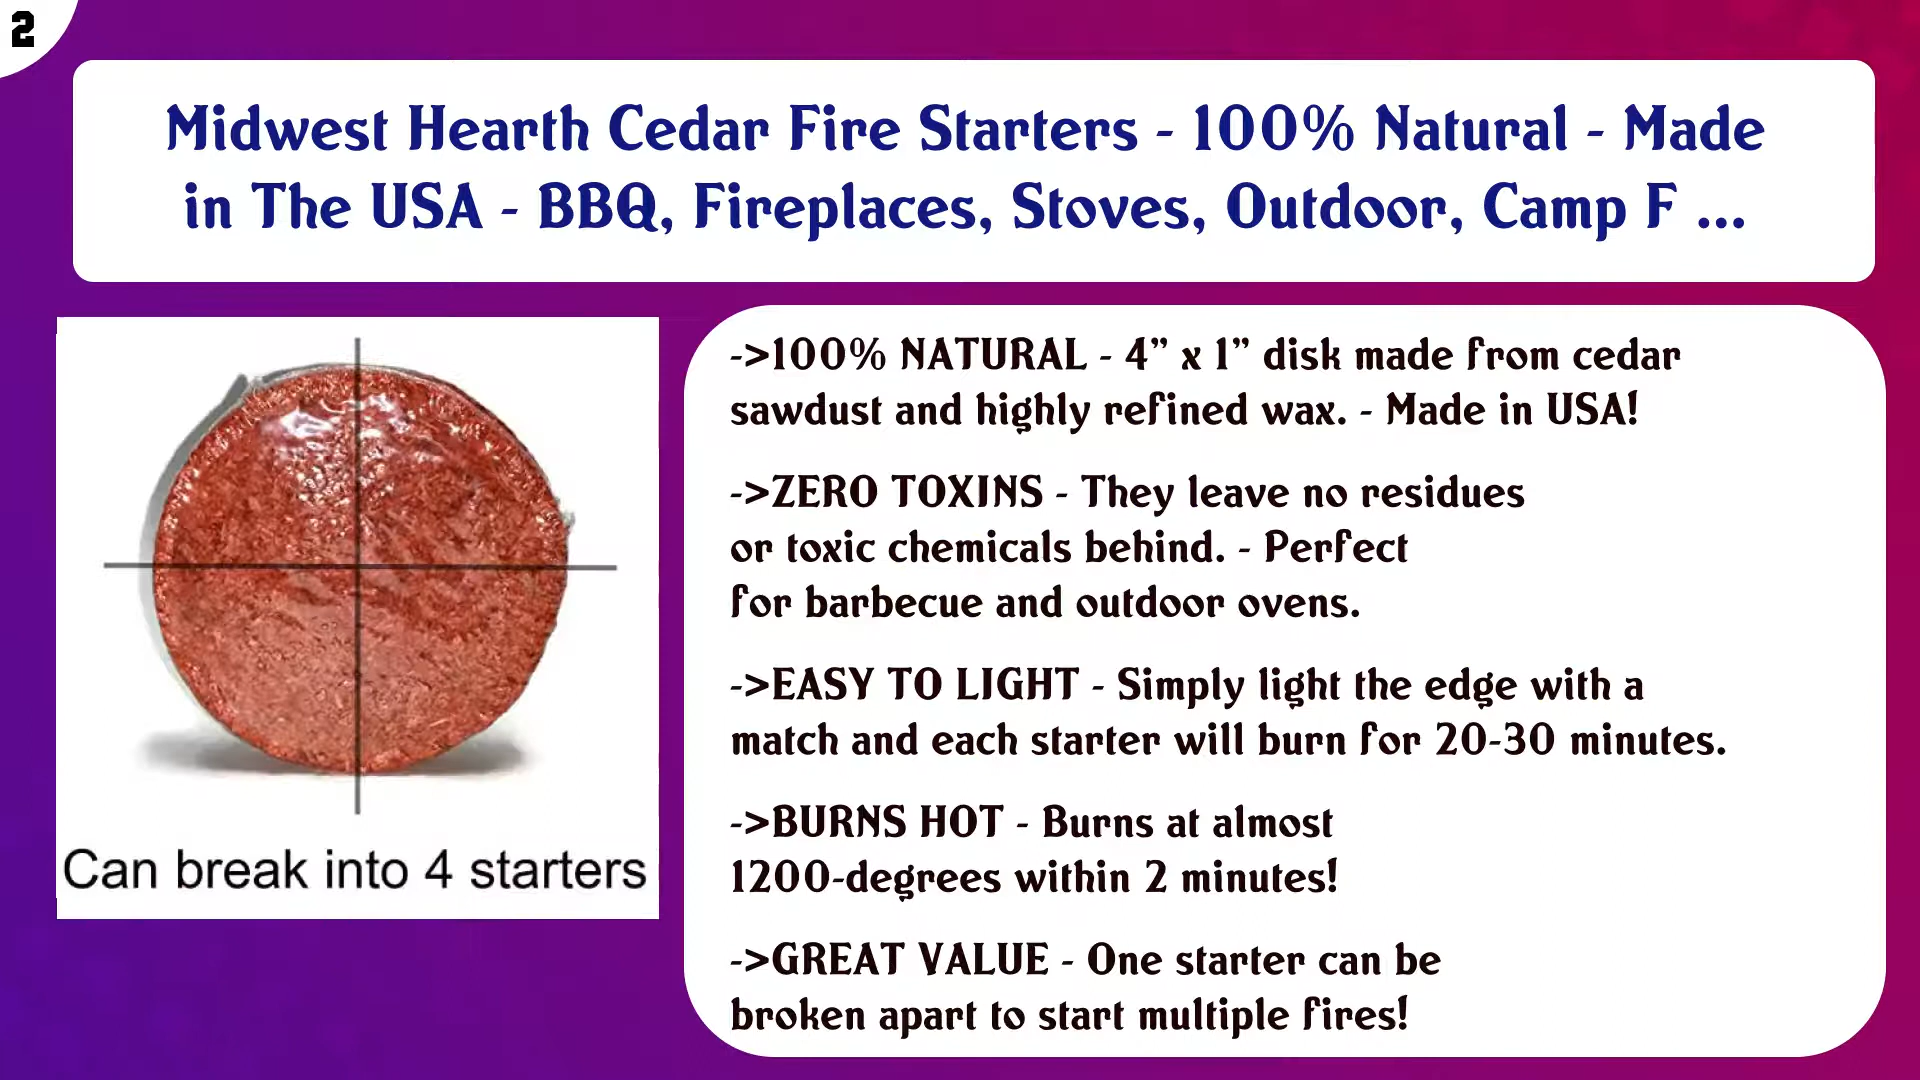 2
Midwest Hearth Cedar Fire Starters - 100% Natural - Made
in The USA - BBQ, Fireplaces, Stoves, Outdoor, Camp F ...
Can break into 4 starters
->100% NATURAL - 4” x 1” disk made from cedar
sawdust and highly refined wax. - Made in USA!
->ZERO TOXINS - They leave no residues
or toxic chemicals behind. - Perfect
for barbecue and outdoor ovens.
->EASY TO LIGHT - Simply light the edge with a
match and each starter will burn for 20-30 minutes.
->BURNS HOT - Burns at almost
1200-degrees within 2 minutes!
->GREAT VALUE - One starter can be
broken apart to start multiple fires!